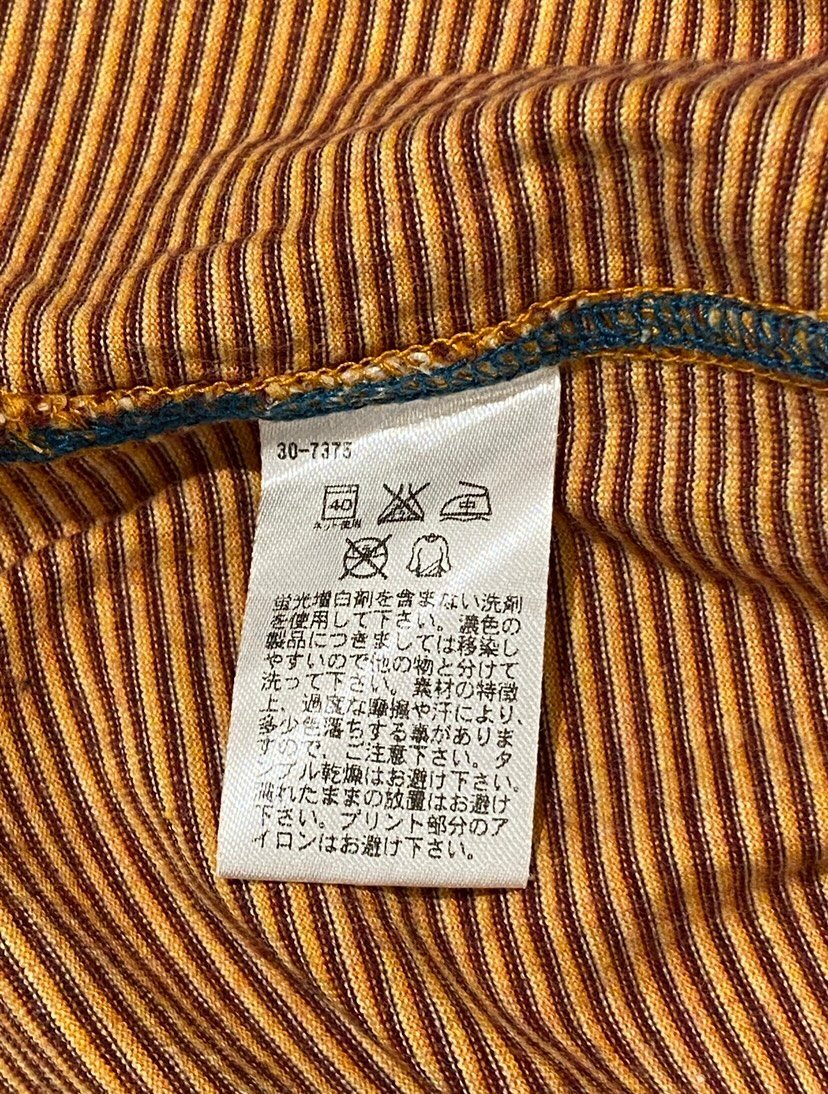 30-7375
40 中
ネット使用
蛍光増白剤を含まない洗剤
を使用して下さい。濃色の
製品につきましては移染し
やすいので他の物と分けて
洗って下さい。素材の特徴
上、過度な摩擦や汗により、
多少色落ちする事がありま
すので、ご注意下さい。タ
ンブル乾燥はお避け下さい。
濡れたままの放置はお避け
下さい。プリント部分のア
イロンはお避け下さい。